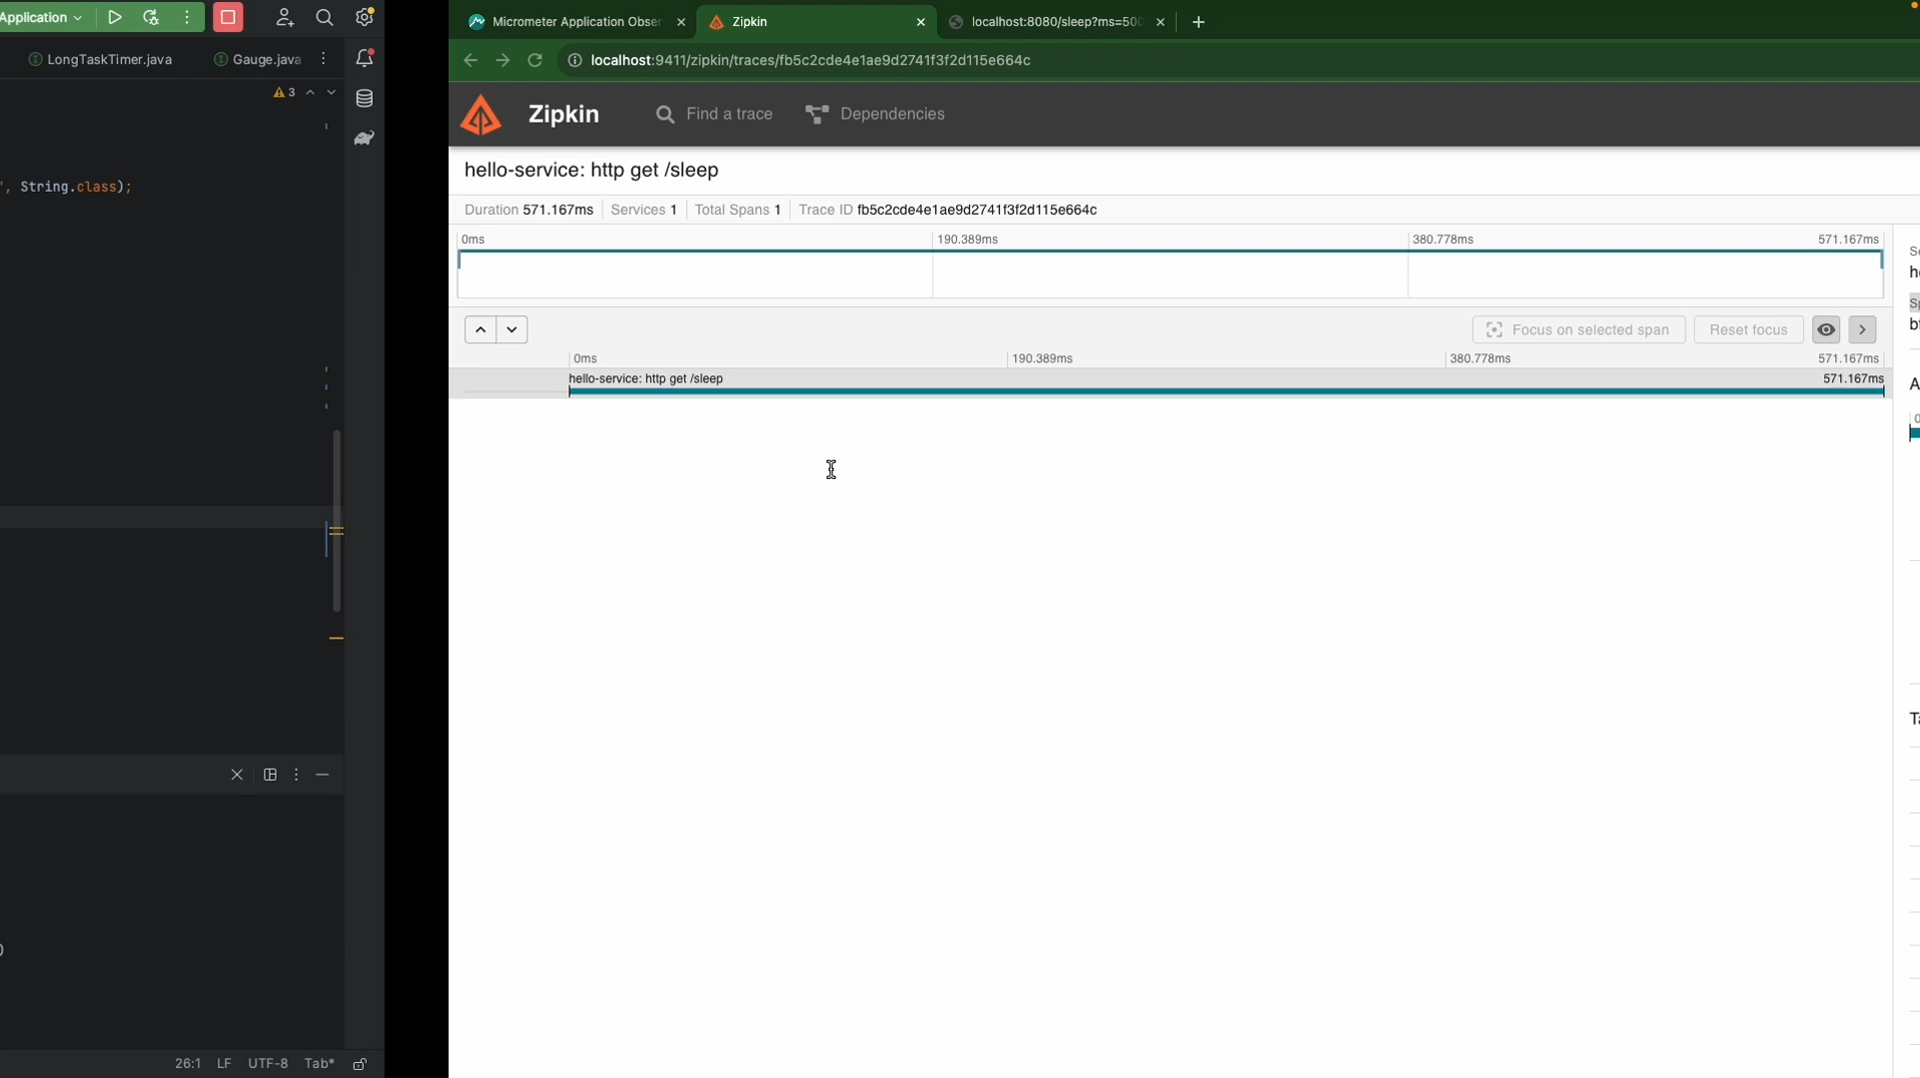 Application
LongTaskTimer.java
Gauge.java
3
", String.class);
26:1 LF UTF-8 Tab*
Micrometer Application Obser
Zipkin
localhost:8080/sleep?ms=500
localhost:9411/zipkin/traces/fb5c2cde4e1ae9d2741f3f2d115e664c
Zipkin
Find a trace
Dependencies
hello-service: http get /sleep
Duration 571.167ms Services 1 Total Spans 1 Trace ID fb5c2cde4e1ae9d2741f3f2d115e664c
0ms 190.389ms 380.778ms 571.167ms
Focus on selected span
Reset focus
0ms 190.389ms 380.778ms 571.167ms
hello-service: http get /sleep 571.167ms